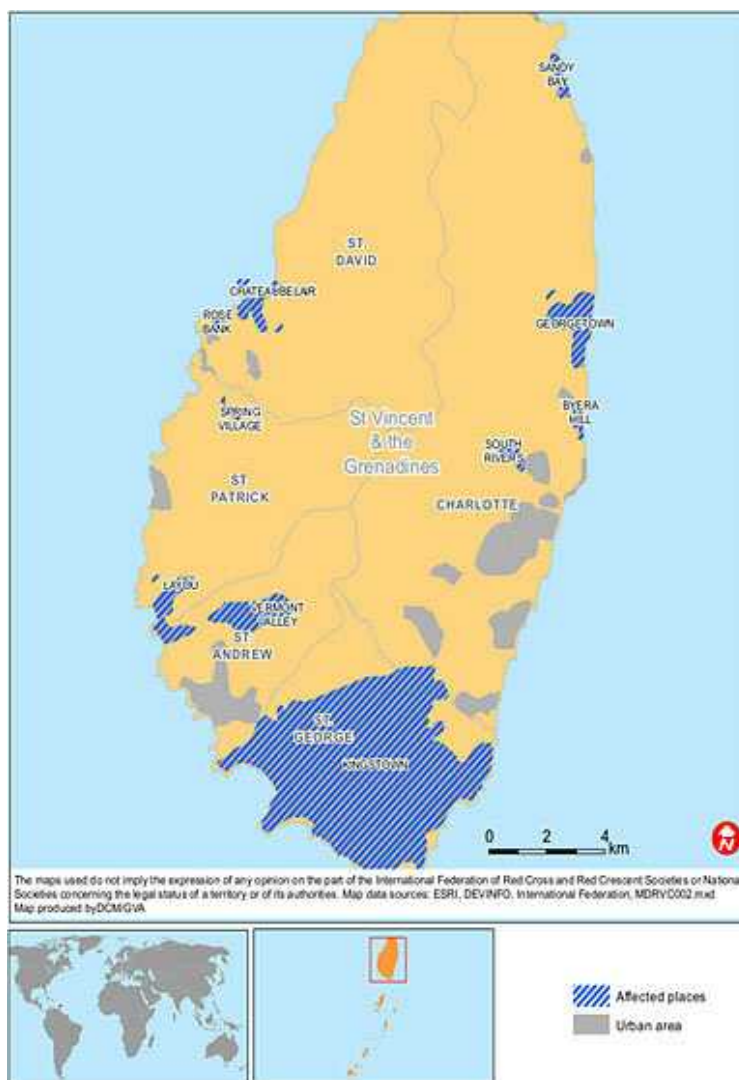 SANDY
BAY
ST.
DAVID
CHATEAUBELAIR
ROSE
BANK
GEORGETOWN
SPRING
VILLAGE
BYERA
HILL
St Vincent
& the
Grenadines
SOUTH
RIVERS
ST.
PATRICK
CHARLOTTE
LAYOU
VERMONT
VALLEY
ST.
ANDREW
ST.
GEORGE
KINGSTOWN
0 2 4
km
N
The maps used do not imply the expression of any opinion on the part of the International Federation of Red Cross and Red Crescent Societies or National
Societies concerning the legal status of a territory or of its authorities. Map data sources: ESRI, DEVINFO, International Federation, MDRVC002.mxd
Map produced byDCM/GVA
Affected places
Urban area